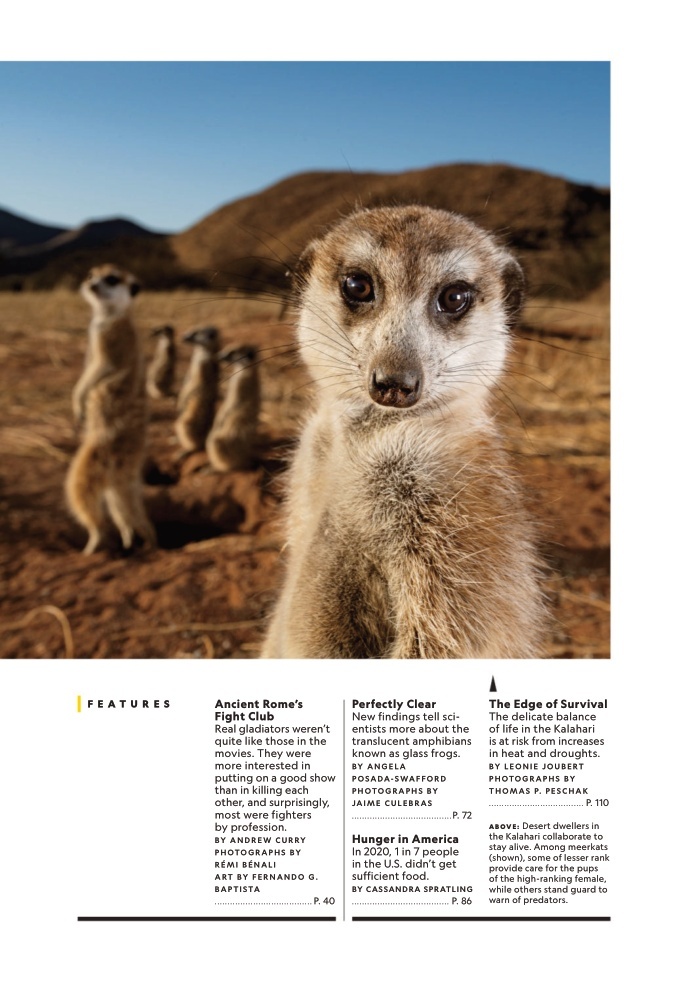 FEATURES
Ancient Rome's
Fight Club
Real gladiators weren't
quite like those in the
movies. They were
more interested in
putting on a good show
than in killing each
other, and surprisingly,
most were fighters
by profession.
BY ANDREW CURRY
PHOTOGRAPHS BY
RÉMI BÉNALI
ART BY FERNANDO G.
BAPTISTA
...................................... P. 40
Perfectly Clear
New findings tell sci-
entists more about the
translucent amphibians
known as glass frogs.
BY ANGELA
POSADA-SWAFFORD
PHOTOGRAPHS BY
JAIME CULEBRAS
...................................... P. 72
Hunger in America
In 2020, 1 in 7 people
in the U.S. didn't get
sufficient food.
BY CASSANDRA SPRATLING
...................................... P. 86
The Edge of Survival
The delicate balance
of life in the Kalahari
is at risk from increases
in heat and droughts.
BY LEONIE JOUBERT
PHOTOGRAPHS BY
THOMAS P. PESCHAK
..................................... P. 110
ABOVE: Desert dwellers in
the Kalahari collaborate to
stay alive. Among meerkats
(shown), some of lesser rank
provide care for the pups
of the high-ranking female,
while others stand guard to
warn of predators.